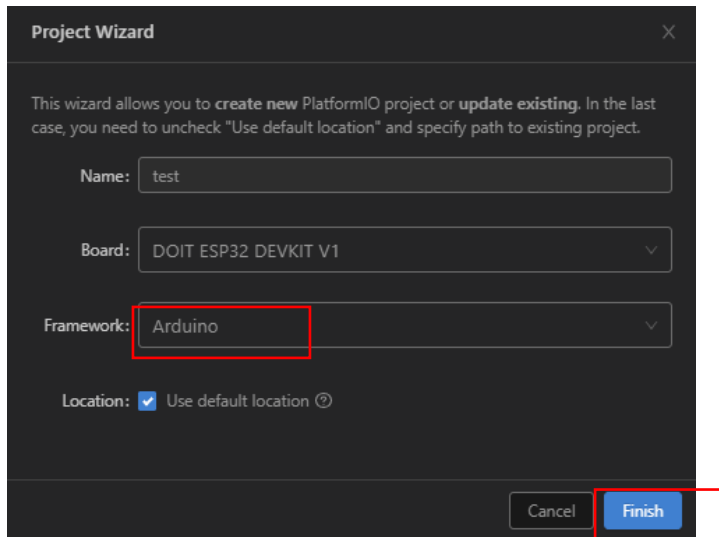 Project Wizard
This wizard allows you to create new PlatformIO project or update existing. In the last
case, you need to uncheck "Use default location" and specify path to existing project.
Name: test
Board: DOIT ESP32 DEVKIT V1
Framework: Arduino
Location: Use default location
Cancel Finish